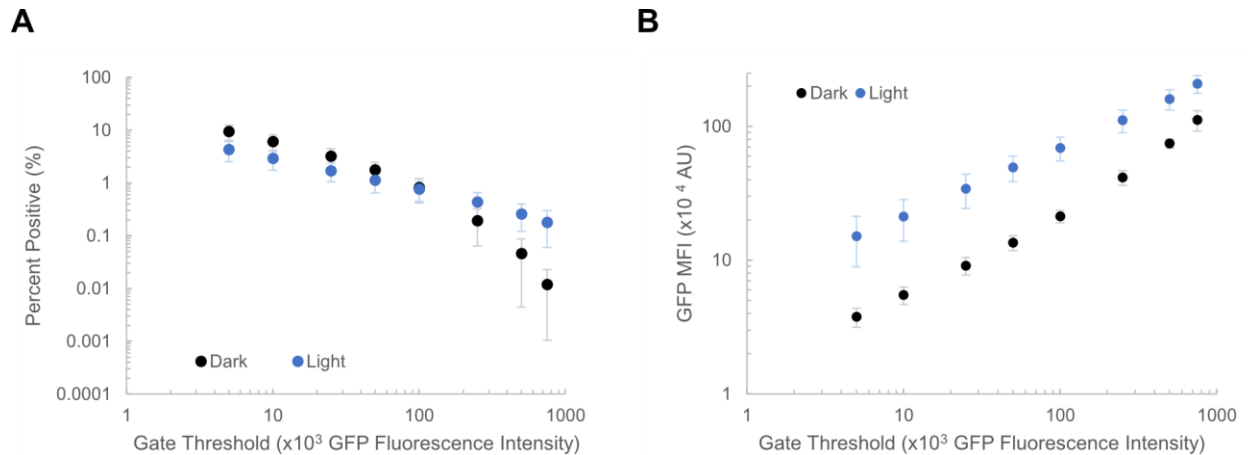 A
B
100
10
1
0.1
0.01
0.001
0.0001
Percent Positive (%)
Dark Light
1 10 100 1000
Gate Threshold (x10³ GFP Fluorescence Intensity)
Dark Light
100
10
1
GFP MFI (x10 ⁴ AU)
1 10 100 1000
Gate Threshold (x10³ GFP Fluorescence Intensity)